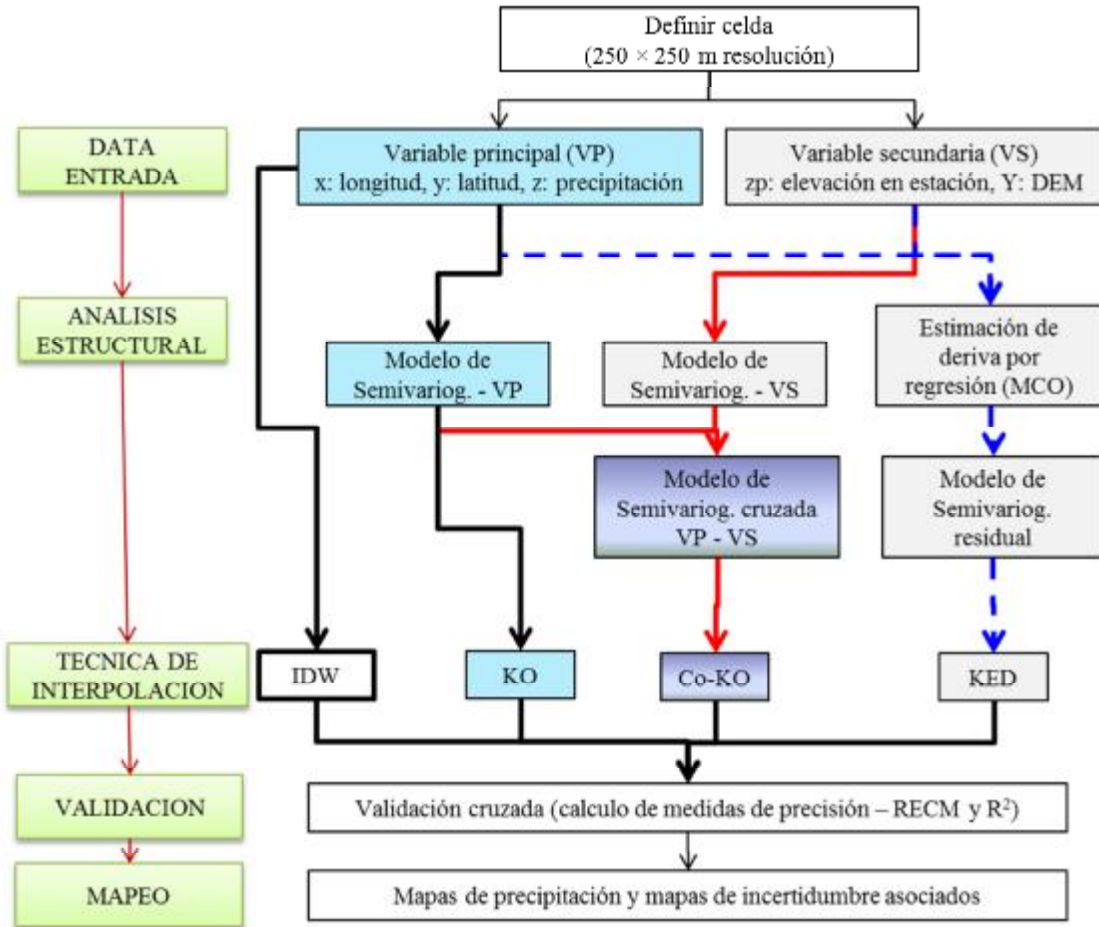 Definir celda
(250 × 250 m resolución)
DATA
ENTRADA
Variable principal (VP)
x: longitud, y: latitud, z: precipitación
Variable secundaria (VS)
zp: elevación en estación, Y: DEM
ANALISIS
ESTRUCTURAL
Modelo de
Semivariog. - VP
Modelo de
Semivariog. - VS
Estimación de
deriva por
regresión (MCO)
Modelo de
Semivariog. cruzada
VP - VS
Modelo de
Semivariog.
residual
TECNICA DE
INTERPOLACION
IDW
KO
Co-KO
KED
VALIDACION
Validación cruzada (calculo de medidas de precisión – RECM y R²)
MAPEO
Mapas de precipitación y mapas de incertidumbre asociados